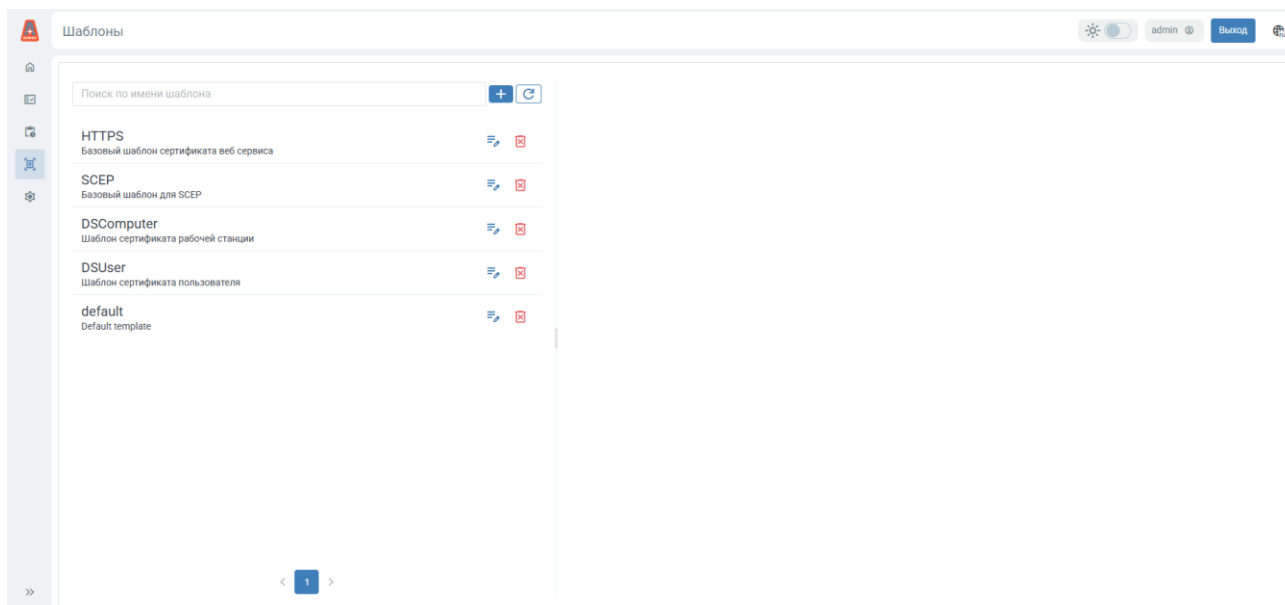 Шаблоны
admin
Выход
Поиск по имени шаблона
HTTPS
Базовый шаблон сертификата веб сервиса
SCEP
Базовый шаблон для SCEP
DSComputer
Шаблон сертификата рабочей станции
DSUser
Шаблон сертификата пользователя
default
Default template
1